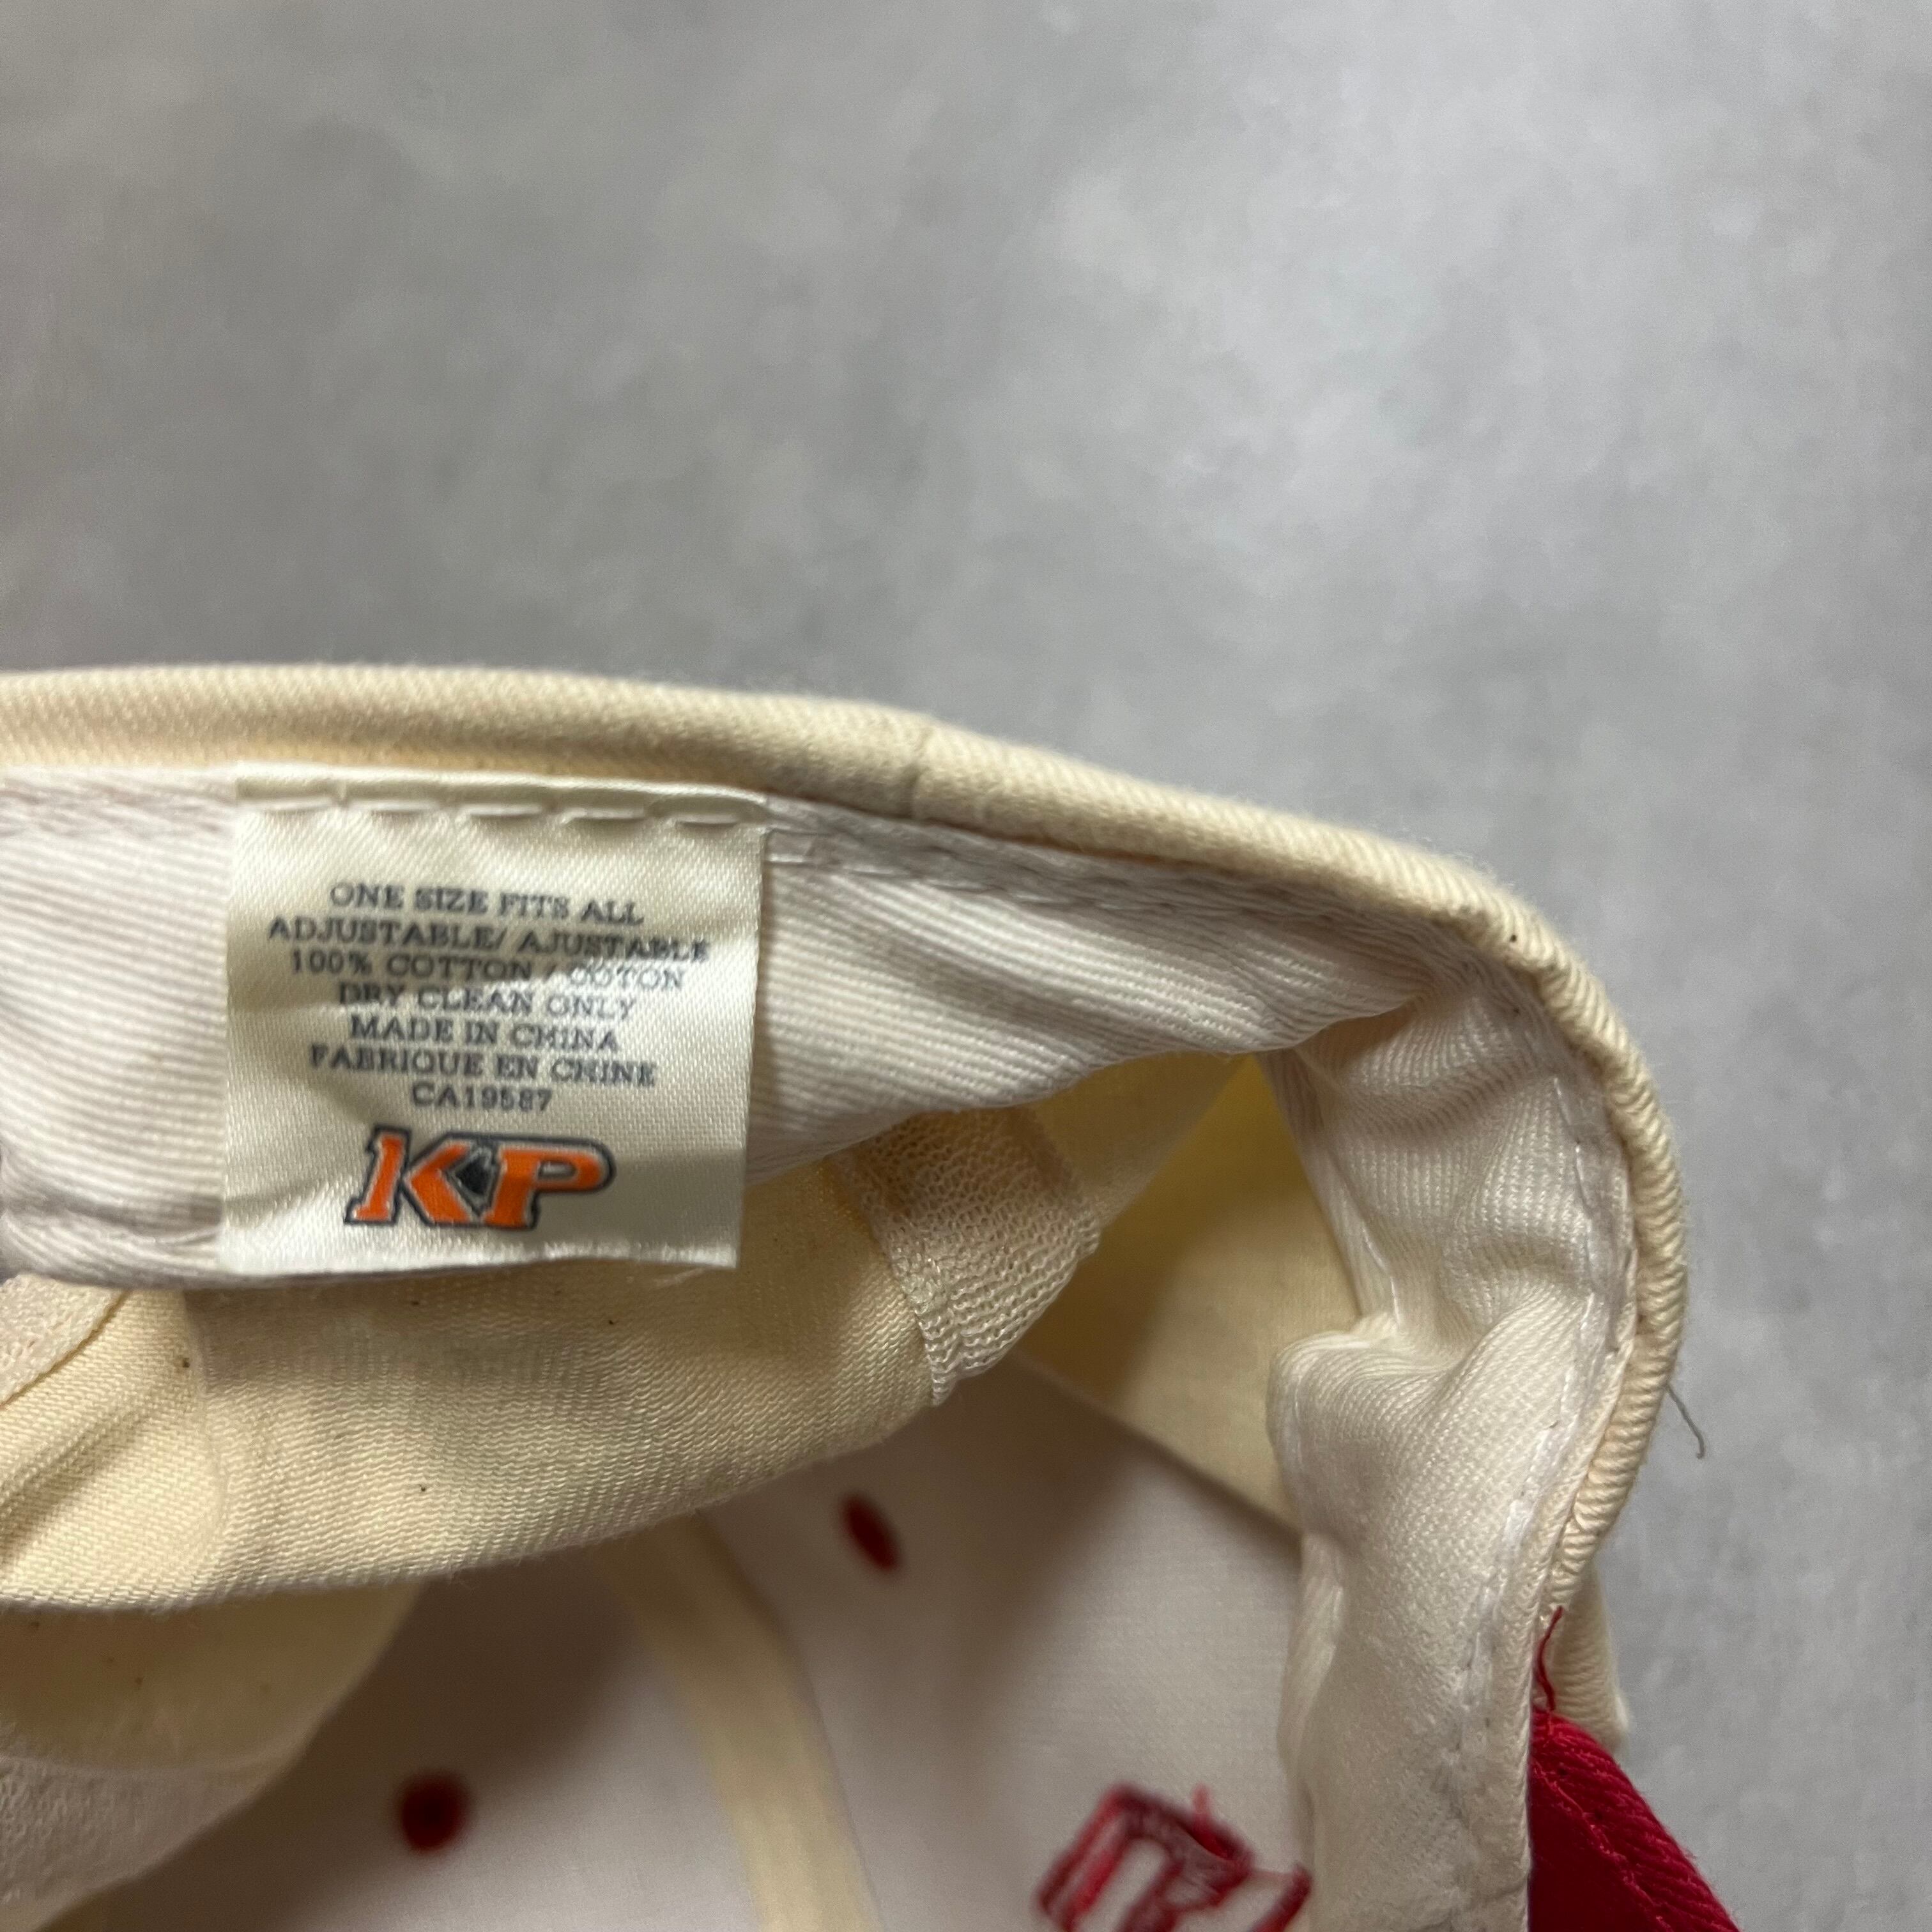 ONE SIZE FITS ALL
ADJUSTABLE/ AJUSTABLE
100% COTTON / COTON
DRY CLEAN ONLY
MADE IN CHINA
FABRIQUE EN CHINE
CA19587
KP